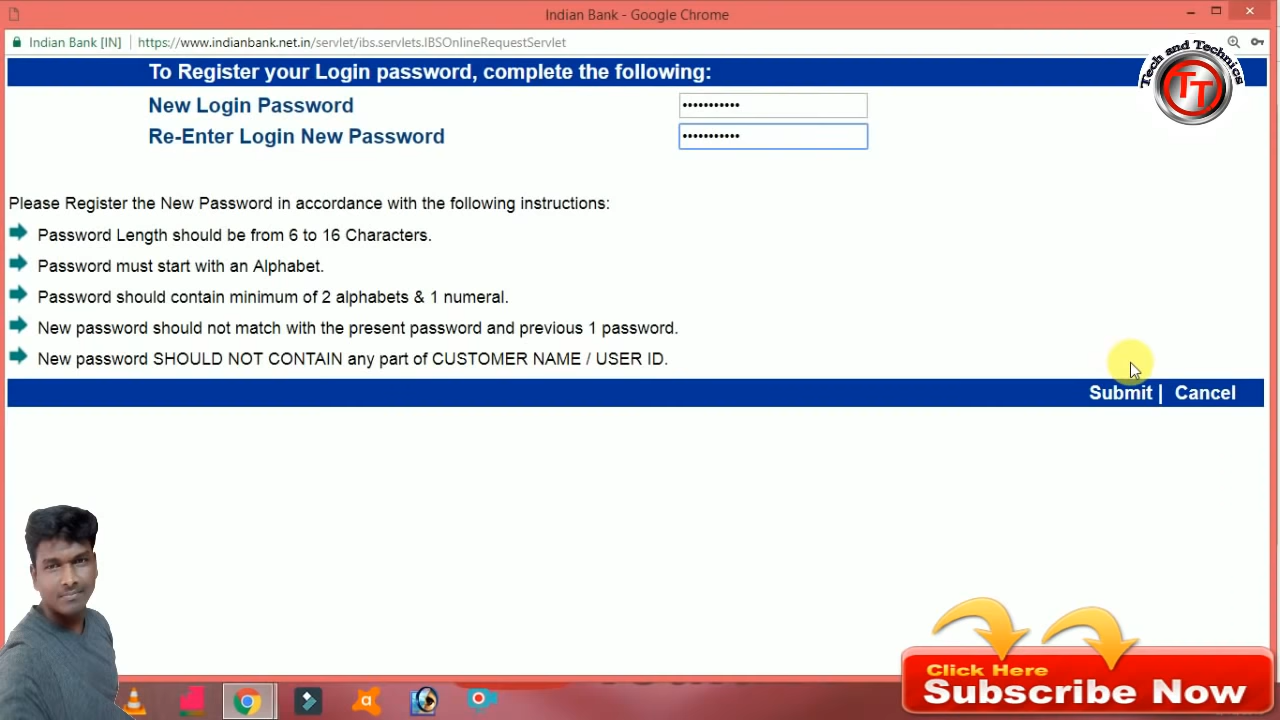 Indian Bank - Google Chrome
Indian Bank [IN] https://www.indianbank.net.in/servlet/ibs.servlets.IBSOnlineRequestServlet
Tech and Technics
TT
To Register your Login password, complete the following:
New Login Password •••••••••••
Re-Enter Login New Password •••••••••••
Please Register the New Password in accordance with the following instructions:
Password Length should be from 6 to 16 Characters.
Password must start with an Alphabet.
Password should contain minimum of 2 alphabets & 1 numeral.
New password should not match with the present password and previous 1 password.
New password SHOULD NOT CONTAIN any part of CUSTOMER NAME / USER ID.
Submit | Cancel
Click Here
Subscribe Now